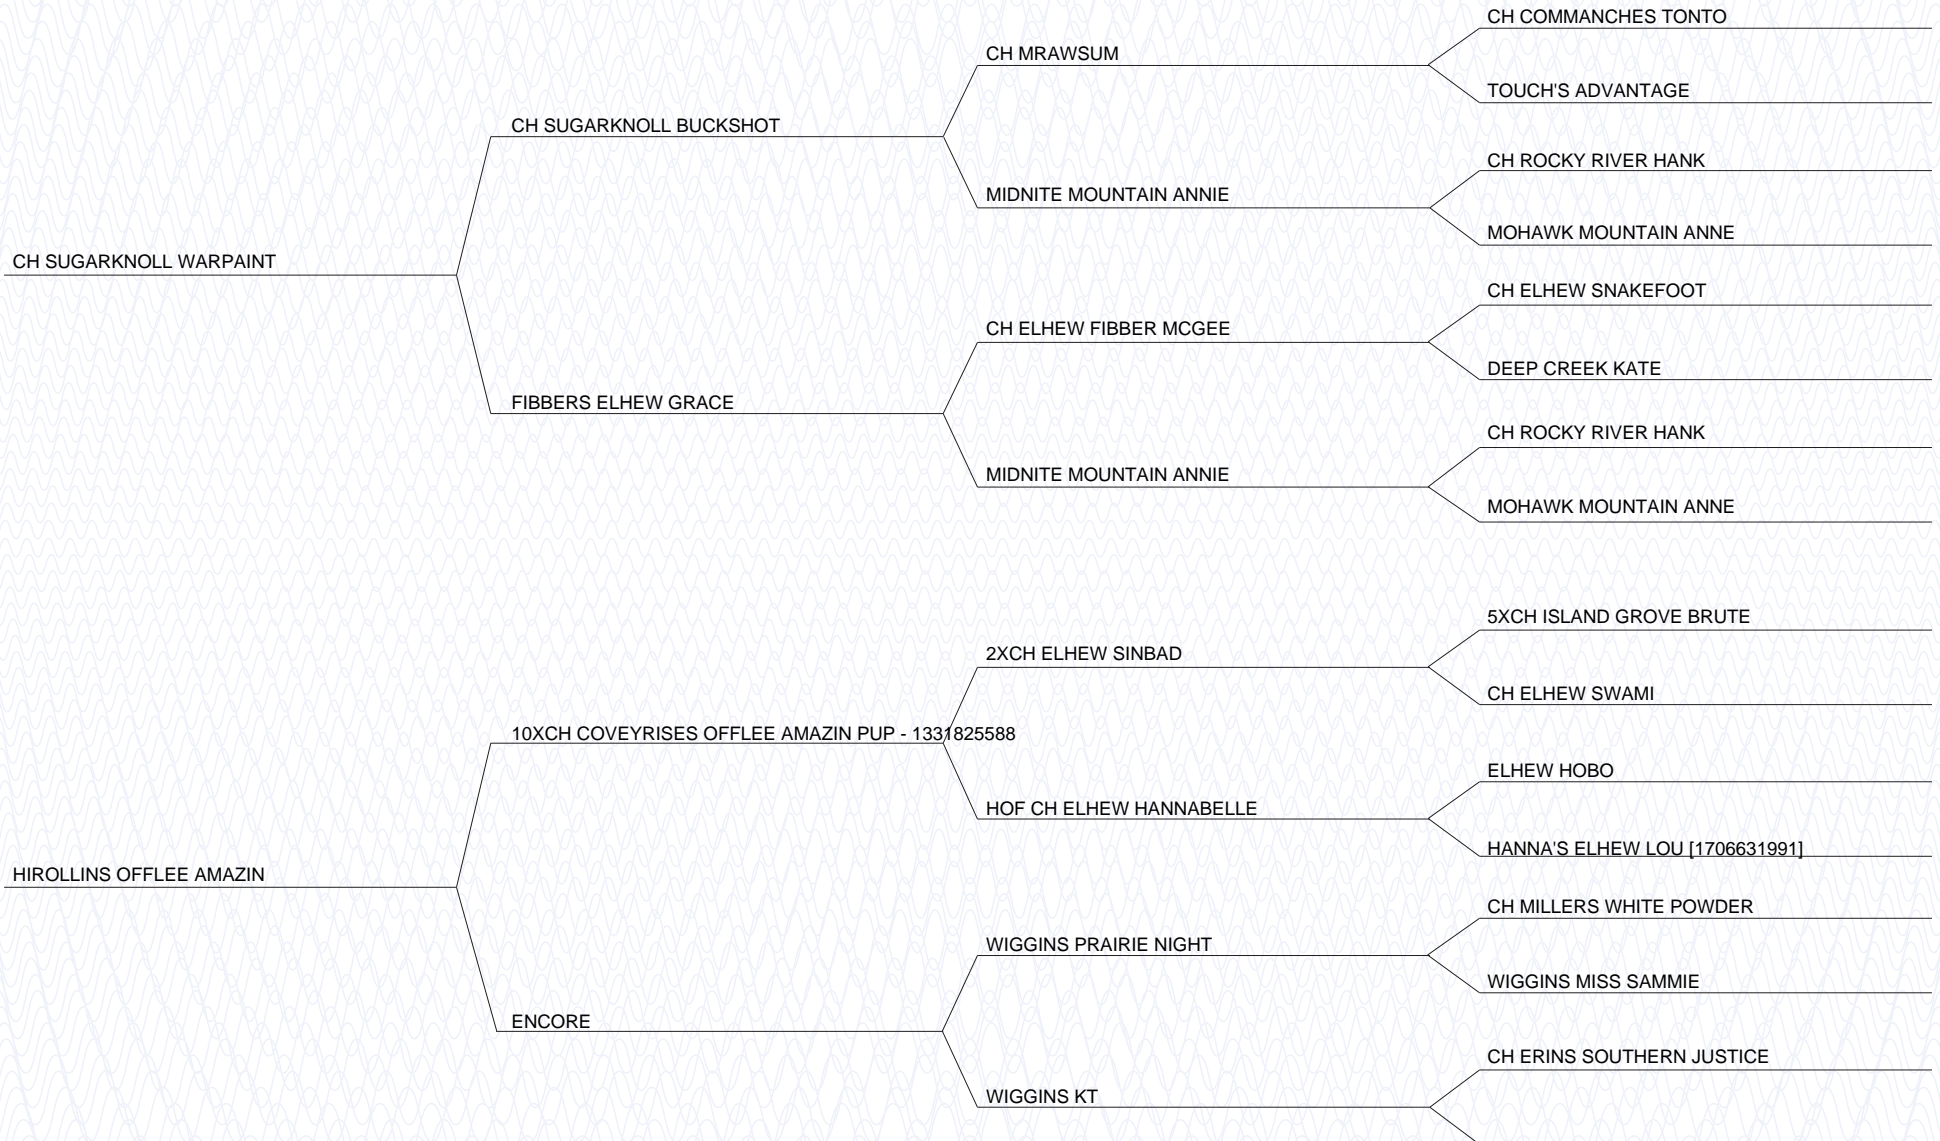 CH COMMANCHES TONTO
CH MRAWSUM
TOUCH'S ADVANTAGE
CH SUGARKNOLL BUCKSHOT
CH ROCKY RIVER HANK
MIDNITE MOUNTAIN ANNIE
MOHAWK MOUNTAIN ANNE
CH SUGARKNOLL WARPAINT
CH ELHEW SNAKEFOOT
CH ELHEW FIBBER MCGEE
DEEP CREEK KATE
FIBBERS ELHEW GRACE
CH ROCKY RIVER HANK
MIDNITE MOUNTAIN ANNIE
MOHAWK MOUNTAIN ANNE
5XCH ISLAND GROVE BRUTE
2XCH ELHEW SINBAD
CH ELHEW SWAMI
10XCH COVEYRISES OFFLEE AMAZIN PUP - 1331825588
ELHEW HOBO
HOF CH ELHEW HANNABELLE
HANNA'S ELHEW LOU [1706631991]
HIROLLINS OFFLEE AMAZIN
CH MILLERS WHITE POWDER
WIGGINS PRAIRIE NIGHT
WIGGINS MISS SAMMIE
ENCORE
CH ERINS SOUTHERN JUSTICE
WIGGINS KT